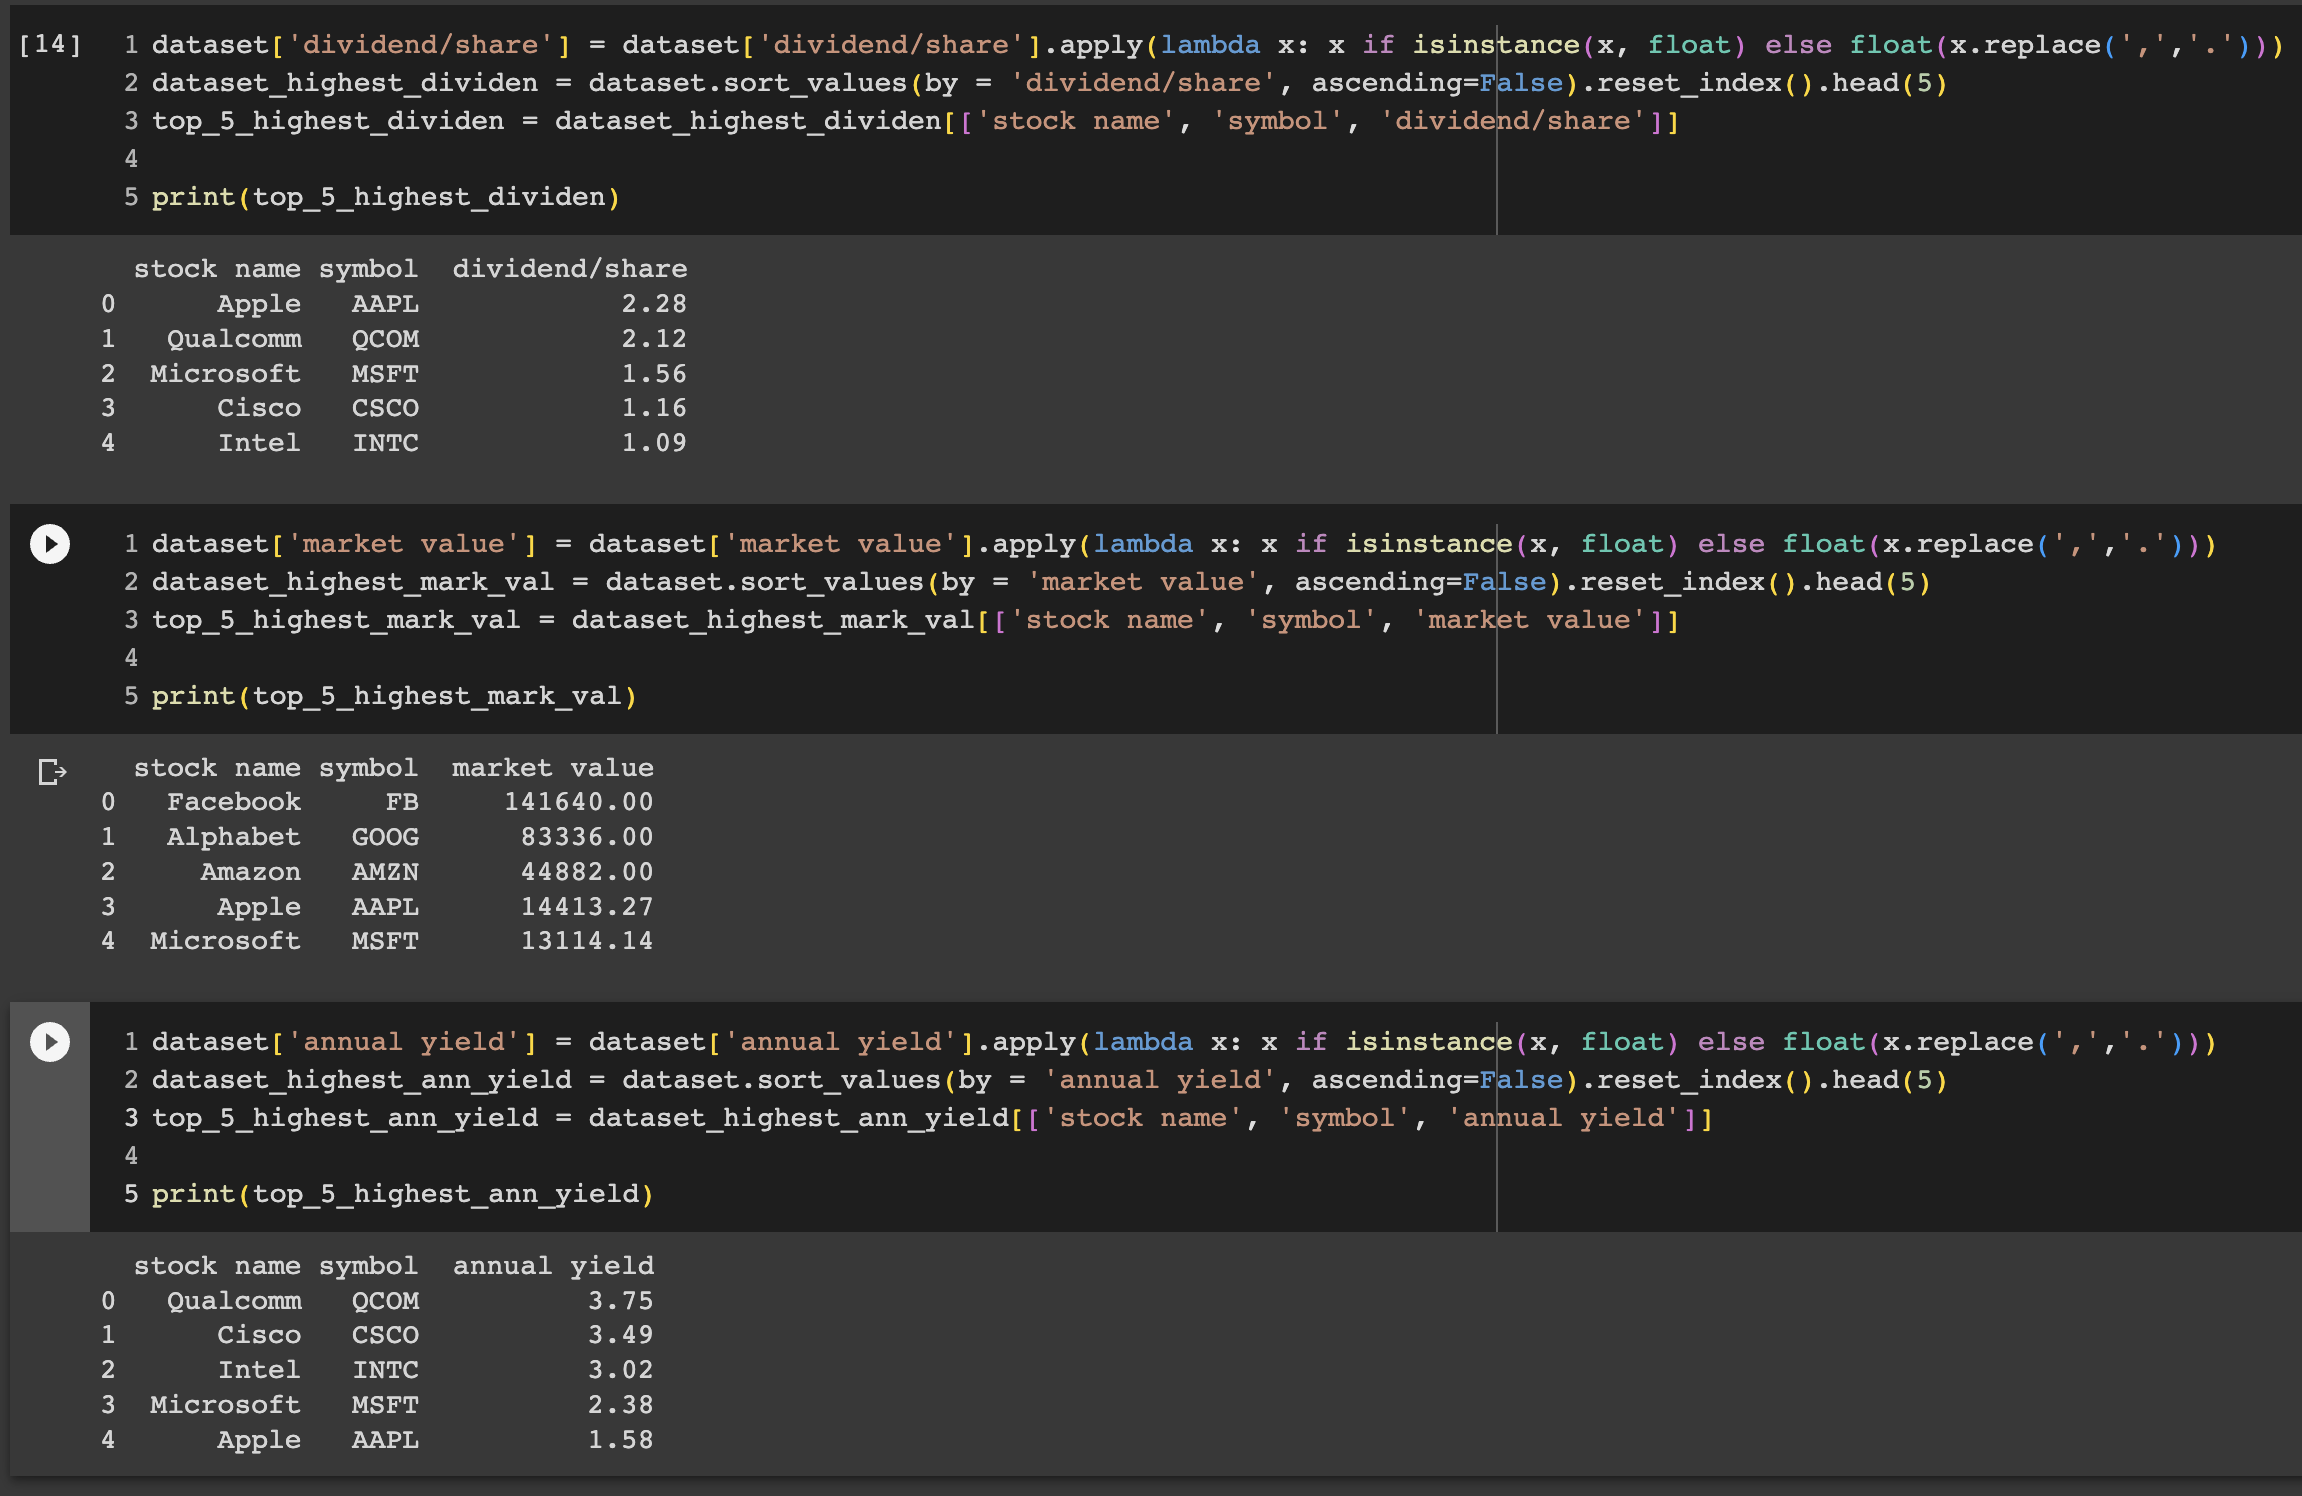 [14] 1 dataset['dividend/share'] = dataset['dividend/share'].apply(lambda x: x if isinstance(x, float) else float(x.replace(',','.')))
2 dataset_highest_dividen = dataset.sort_values(by = 'dividend/share', ascending=False).reset_index().head(5)
3 top_5_highest_dividen = dataset_highest_dividen[['stock name', 'symbol', 'dividend/share']]
4
5 print(top_5_highest_dividen)
stock name symbol dividend/share
0 Apple AAPL 2.28
1 Qualcomm QCOM 2.12
2 Microsoft MSFT 1.56
3 Cisco CSCO 1.16
4 Intel INTC 1.09
1 dataset['market value'] = dataset['market value'].apply(lambda x: x if isinstance(x, float) else float(x.replace(',','.')))
2 dataset_highest_mark_val = dataset.sort_values(by = 'market value', ascending=False).reset_index().head(5)
3 top_5_highest_mark_val = dataset_highest_mark_val[['stock name', 'symbol', 'market value']]
4
5 print(top_5_highest_mark_val)
stock name symbol market value
0 Facebook FB 141640.00
1 Alphabet GOOG 83336.00
2 Amazon AMZN 44882.00
3 Apple AAPL 14413.27
4 Microsoft MSFT 13114.14
1 dataset['annual yield'] = dataset['annual yield'].apply(lambda x: x if isinstance(x, float) else float(x.replace(',','.')))
2 dataset_highest_ann_yield = dataset.sort_values(by = 'annual yield', ascending=False).reset_index().head(5)
3 top_5_highest_ann_yield = dataset_highest_ann_yield[['stock name', 'symbol', 'annual yield']]
4
5 print(top_5_highest_ann_yield)
stock name symbol annual yield
0 Qualcomm QCOM 3.75
1 Cisco CSCO 3.49
2 Intel INTC 3.02
3 Microsoft MSFT 2.38
4 Apple AAPL 1.58